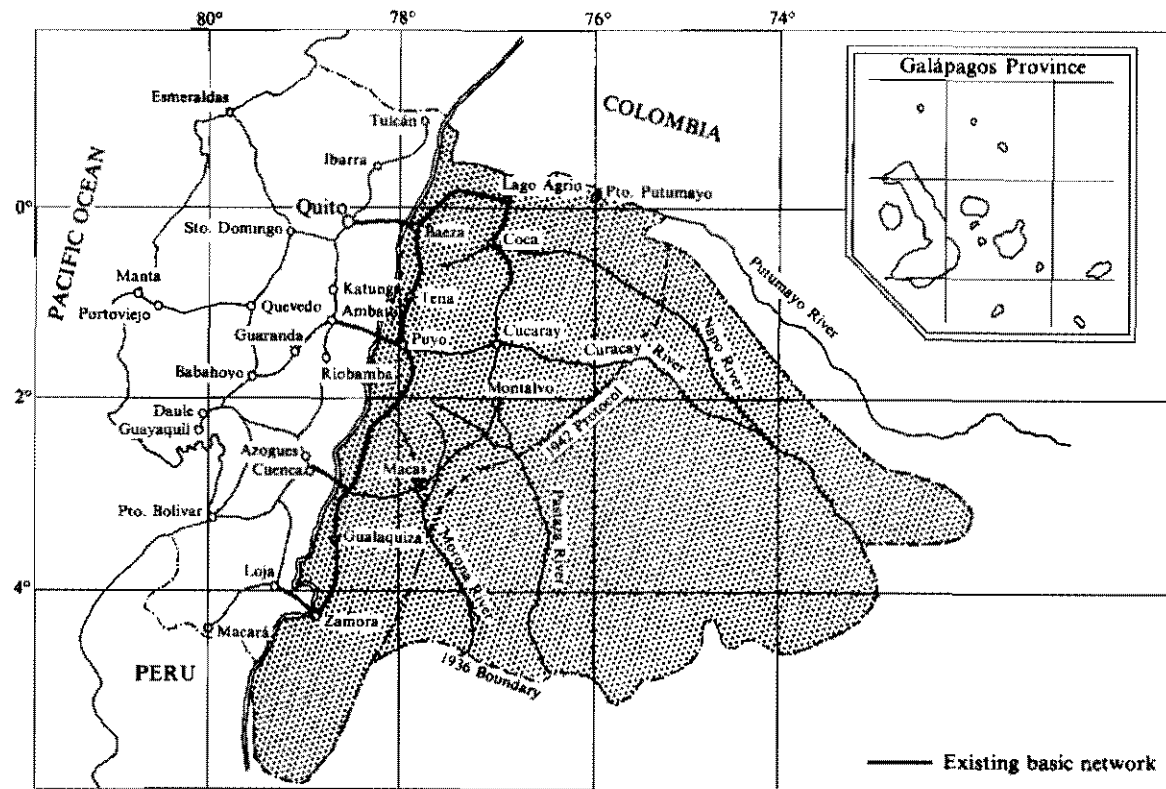 80°
78°
76°
74°
Galápagos Province
Esmeraldas
COLOMBIA
Tulcán
Ibarra
PACIFIC OCEAN
Lago Agrio
Pto. Putumayo
0°
Quito
Sto. Domingo
Baeza
Coca
Putumayo River
Manta
Katunga
Tena
Portoviejo
Quevedo
Ambato
Napo River
Guaranda
Puyo
Cucaray
Curacay River
Babahoyo
Riobamba
Montalvo
2°
Daule
Guayaquil
1942 Protocol
Azogues
Cuenca
Macas
Pto. Bolivar
Pastaza River
Gualaquiza
Morona River
Loja
4°
Zamora
Macará
PERU
1936 Boundary
Existing basic network